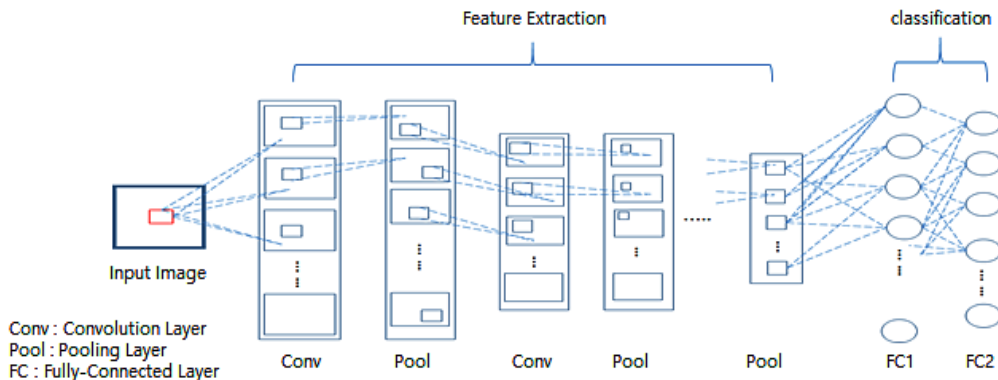 Feature Extraction
classification
Input Image
Conv : Convolution Layer
Pool : Pooling Layer
FC : Fully-Connected Layer
Conv
Pool
Conv
Pool
Pool
FC1
FC2